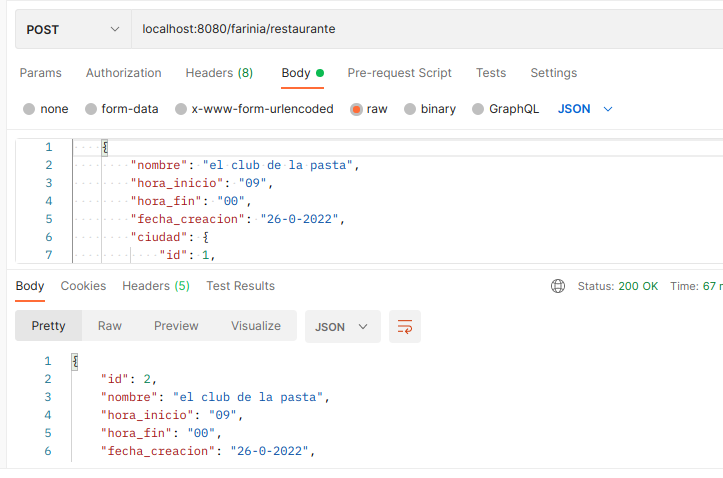 POST localhost:8080/farinia/restaurante
Params Authorization Headers (8) Body Pre-request Script Tests Settings
none form-data x-www-form-urlencoded raw binary GraphQL JSON
1 {
2 "nombre": "el club de la pasta",
3 "hora_inicio": "09",
4 "hora_fin": "00",
5 "fecha_creacion": "26-0-2022",
6 "ciudad": {
7 "id": 1,
Body Cookies Headers (5) Test Results Status: 200 OK Time: 67
Pretty Raw Preview Visualize JSON
1 {
2 "id": 2,
3 "nombre": "el club de la pasta",
4 "hora_inicio": "09",
5 "hora_fin": "00",
6 "fecha_creacion": "26-0-2022",